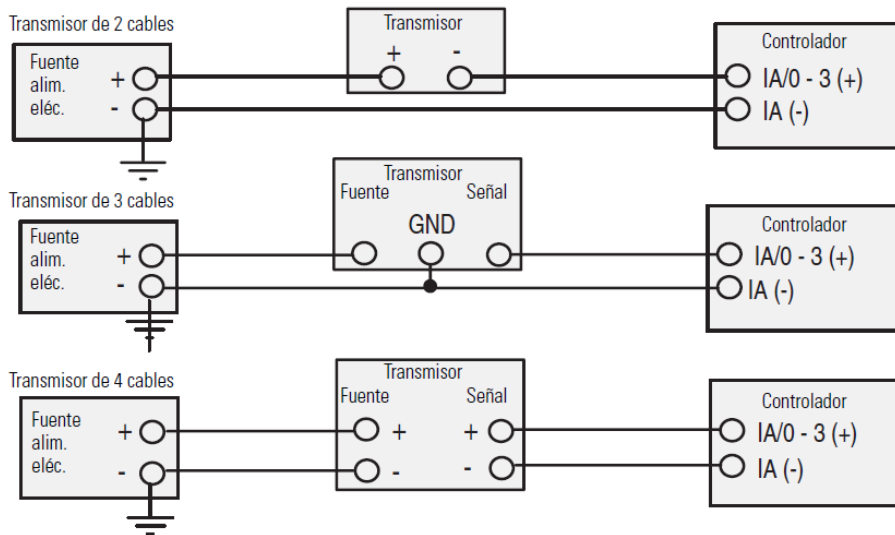 Transmisor de 2 cables
Fuente
alim.
eléc.
+
-
Transmisor
+ -
Controlador
IA/0 - 3 (+)
IA (-)
Transmisor de 3 cables
Fuente
alim.
eléc.
+
-
Transmisor
Fuente Señal
GND
Controlador
IA/0 - 3 (+)
IA (-)
Transmisor de 4 cables
Fuente
alim.
eléc.
+
-
Transmisor
Fuente Señal
+ +
- -
Controlador
IA/0 - 3 (+)
IA (-)